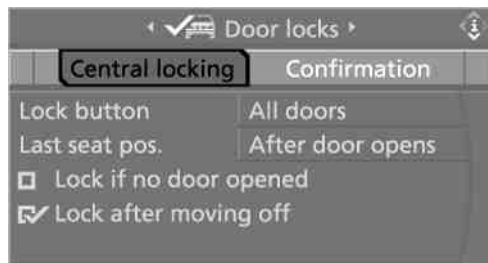 Door locks
i
Central locking Confirmation
Lock button All doors
Last seat pos. After door opens
Lock if no door opened
Lock after moving off